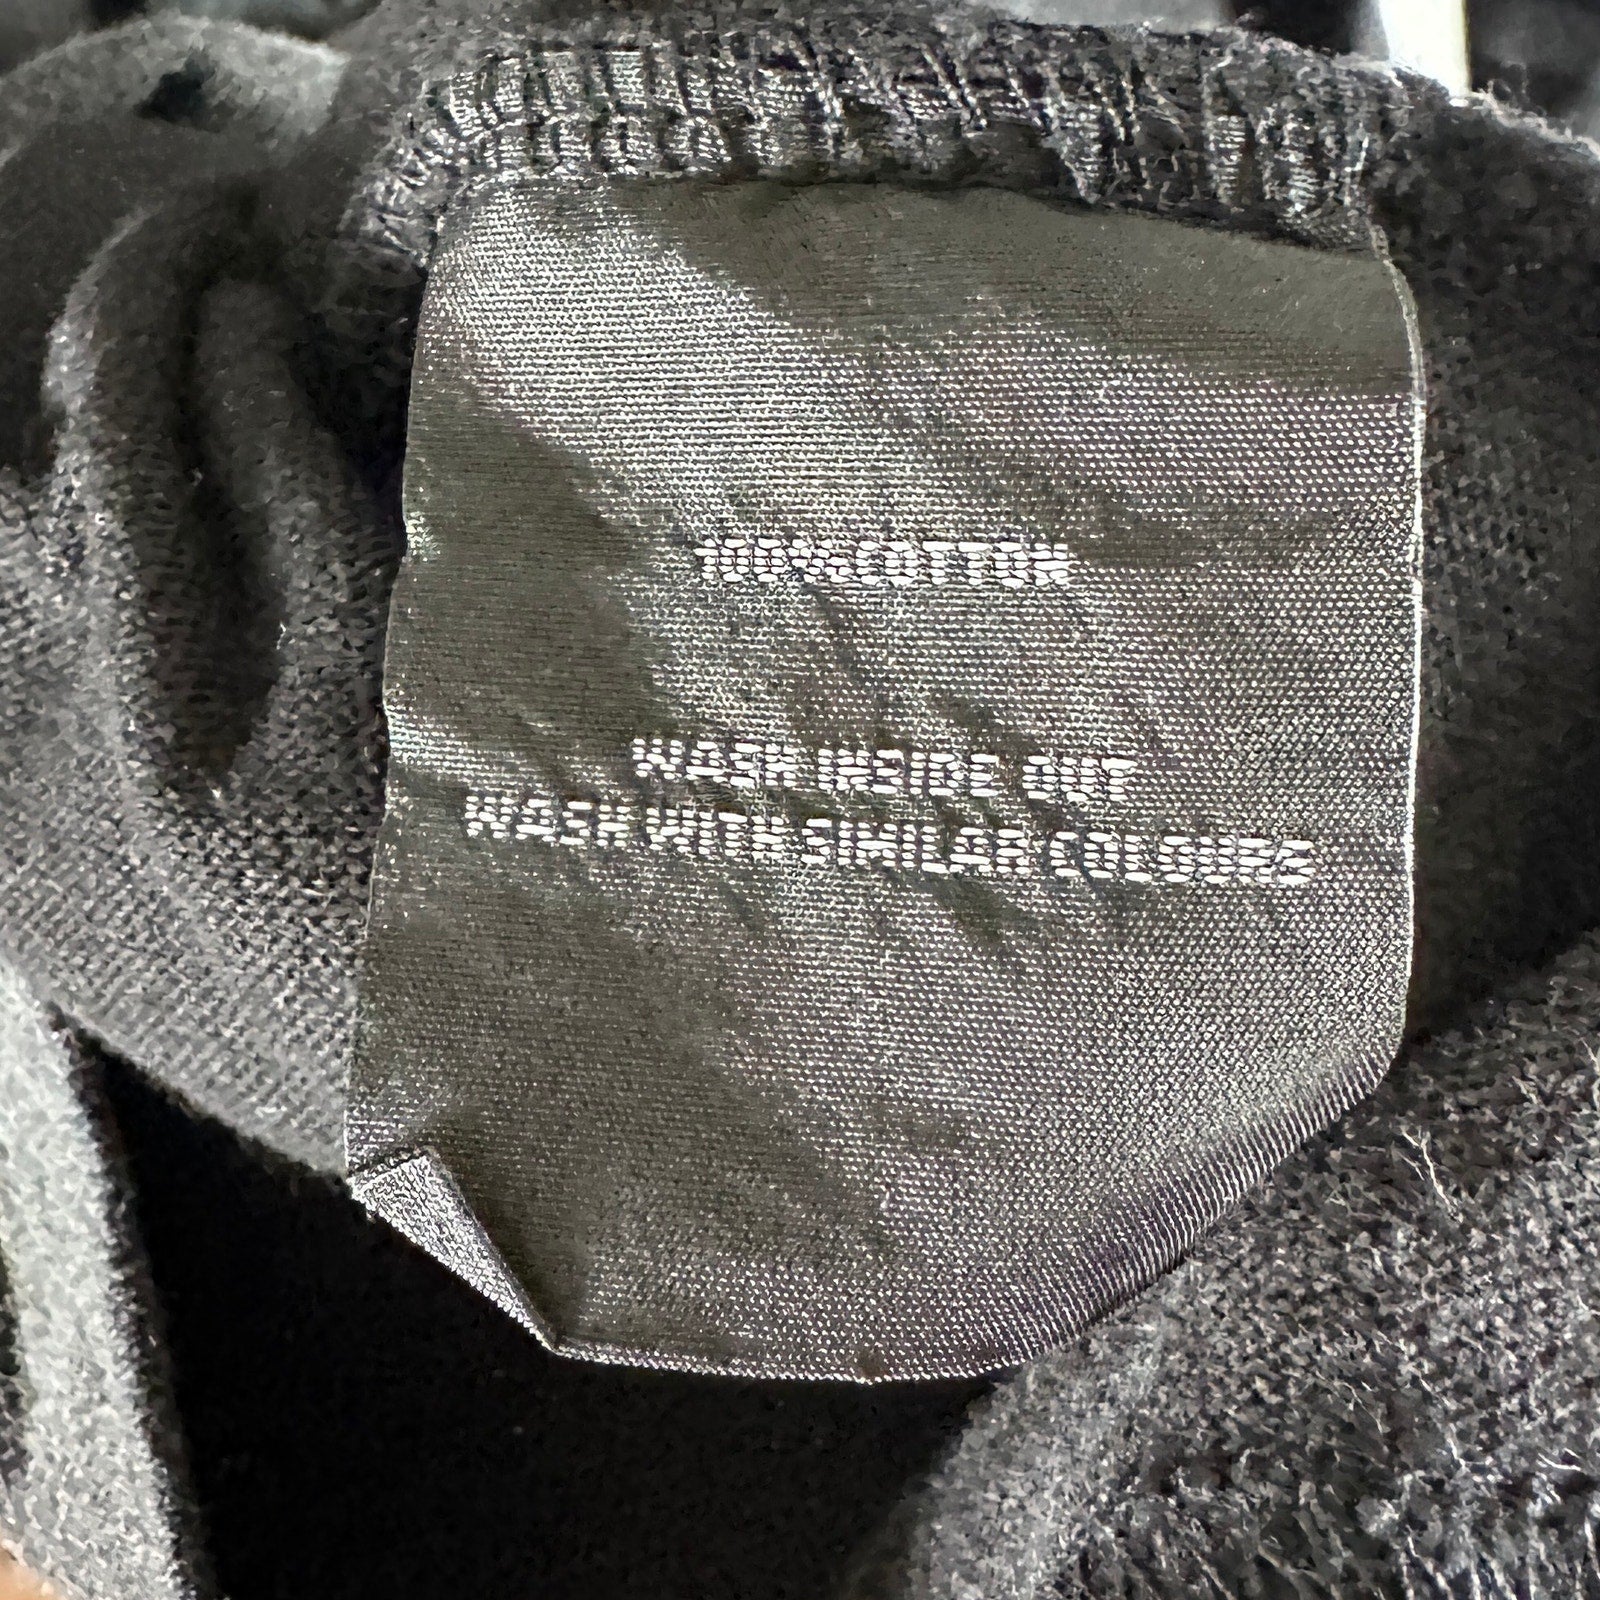 100%COTTON
WASH INSIDE OUT
WASH WITH SIMILAR COLOURS